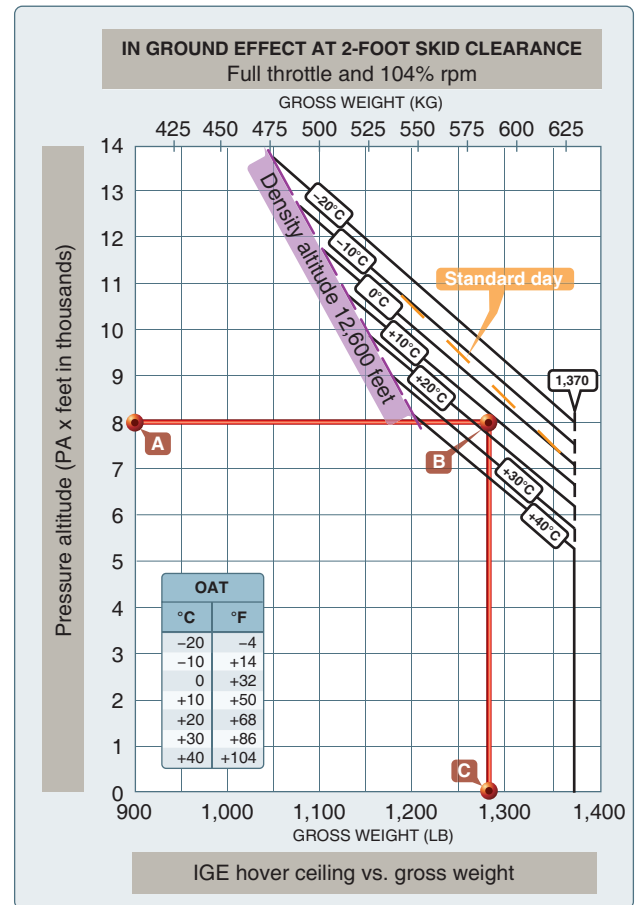 IN GROUND EFFECT AT 2-FOOT SKID CLEARANCE
Full throttle and 104% rpm
GROSS WEIGHT (KG)
425 450 475 500 525 550 575 600 625
Pressure altitude (PA x feet in thousands)
14
13
12
11
10
9
8
7
6
5
4
3
2
1
0
Density altitude 12,600 feet
–20°C
–10°C
0°C
+10°C
+20°C
+30°C
+40°C
Standard day
1,370
A
B
C
OAT
°C °F
–20 –4
–10 +14
0 +32
+10 +50
+20 +68
+30 +86
+40 +104
900 1,000 1,100 1,200 1,300 1,400
GROSS WEIGHT (LB)
IGE hover ceiling vs. gross weight